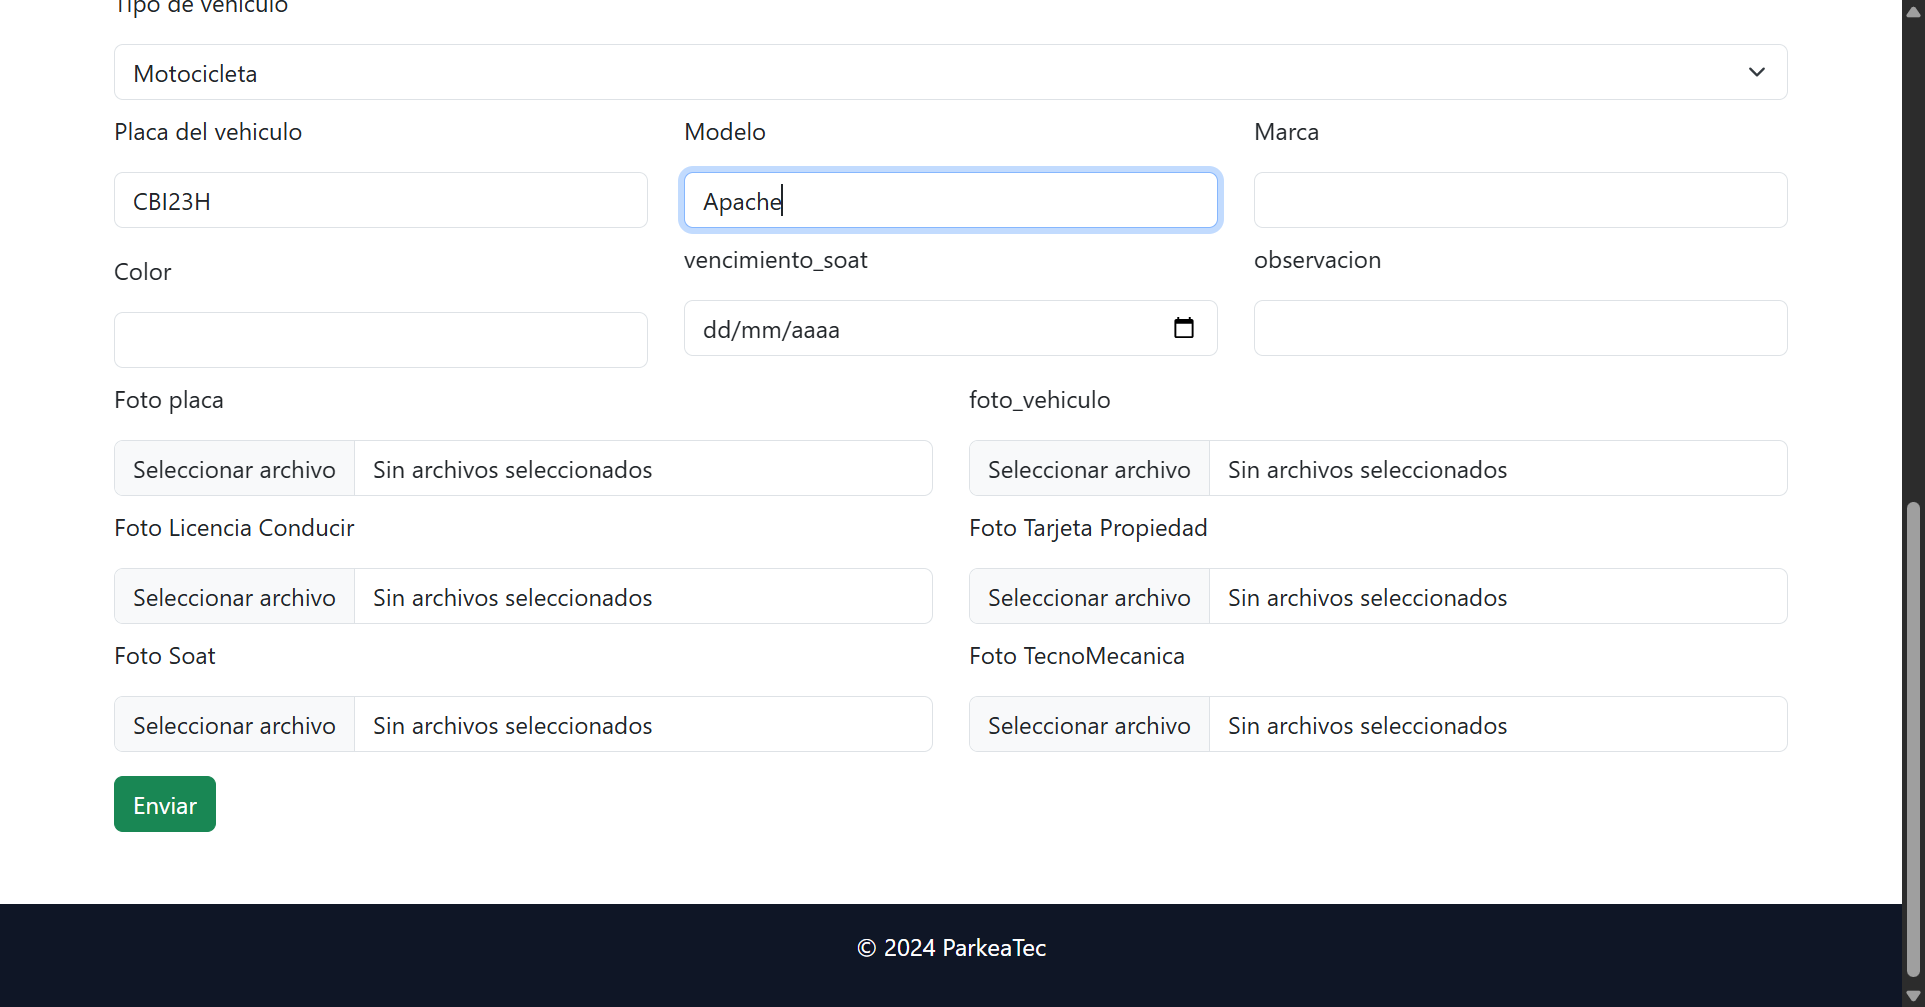 Tipo de vehiculo
Motocicleta
Placa del vehiculo
Modelo
Marca
CBI23H
Apache
Color
vencimiento_soat
observacion
dd/mm/aaaa
Foto placa
foto_vehiculo
Seleccionar archivo Sin archivos seleccionados
Seleccionar archivo Sin archivos seleccionados
Foto Licencia Conducir
Foto Tarjeta Propiedad
Seleccionar archivo Sin archivos seleccionados
Seleccionar archivo Sin archivos seleccionados
Foto Soat
Foto TecnoMecanica
Seleccionar archivo Sin archivos seleccionados
Seleccionar archivo Sin archivos seleccionados
Enviar
© 2024 ParkeaTec